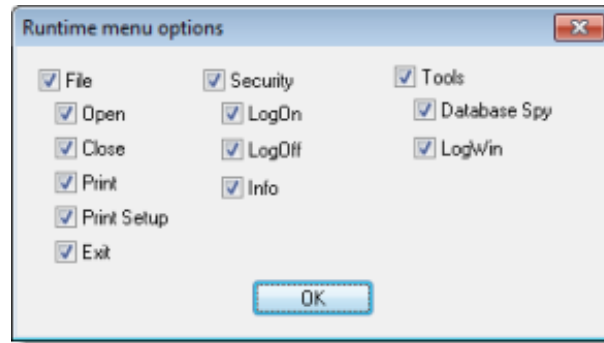 Runtime menu options
File
Open
Close
Print
Print Setup
Exit
Security
LogOn
LogOff
Info
Tools
Database Spy
LogWin
OK